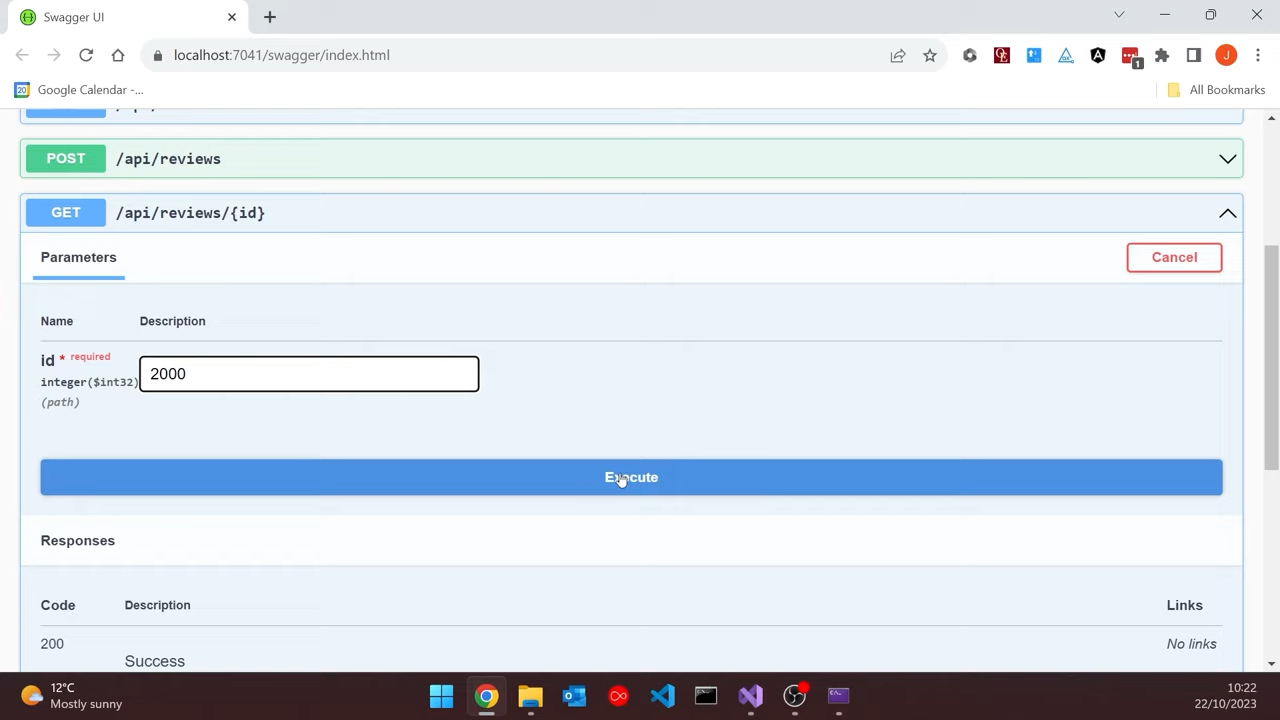 Swagger UI
localhost:7041/swagger/index.html
1
J
20
Google Calendar -...
All Bookmarks
POST
/api/reviews
GET
/api/reviews/{id}
Parameters
Cancel
Name
Description
id * required
integer($int32)
(path)
2000
Execute
Responses
Code
Description
Links
200
Success
No links
12°C
Mostly sunny
10:22
22/10/2023